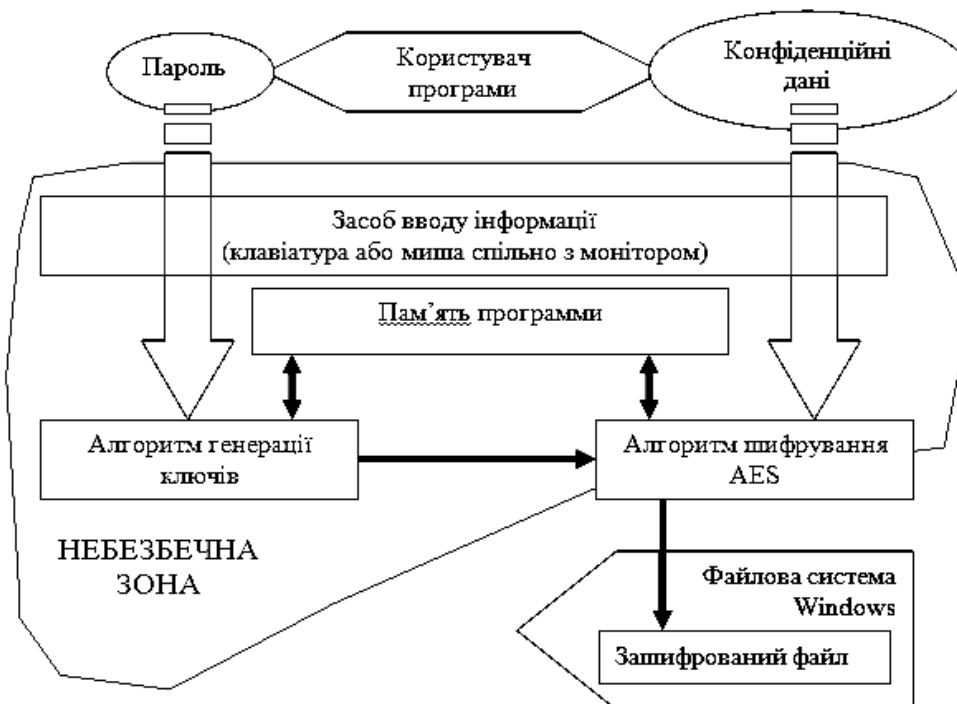 Пароль
Користувач
програми
Конфіденційні
дані
Засоб вводу інформації
(клавіатура або миша спільно з монітором)
Пам’ять программи
Алгоритм генерації
ключів
Алгоритм шифрування
AES
НЕБЕЗБЕЧНА
ЗОНА
Файлова система
Windows
Зашифрований файл